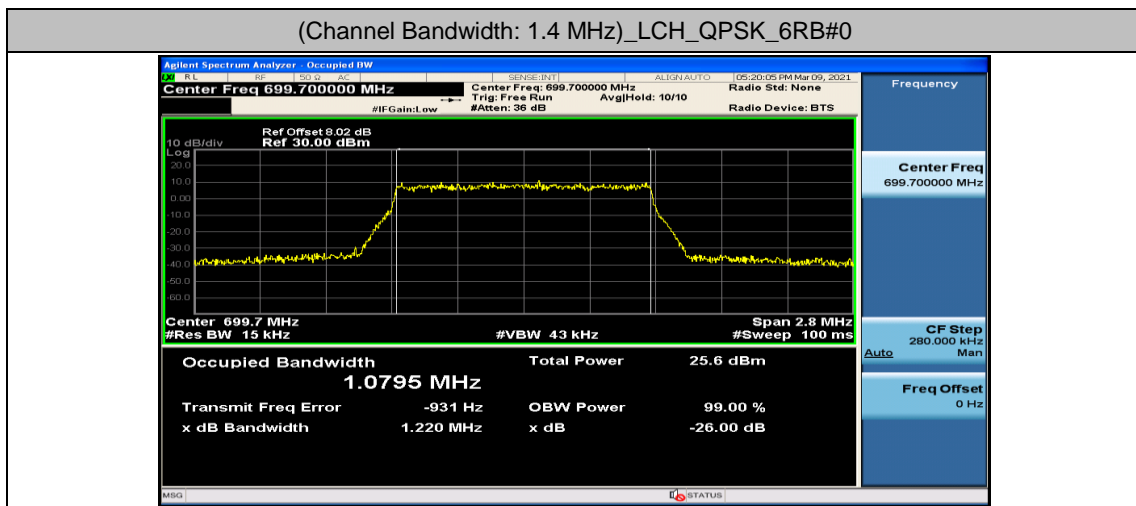 (Channel Bandwidth: 1.4 MHz)_LCH_QPSK_6RB#0
Agilent Spectrum Analyzer - Occupied BW
RL RF 50 Ω AC SENSE:INT ALIGN AUTO 05:20:05 PM Mar 09, 2021
Center Freq 699.700000 MHz
Center Freq: 699.700000 MHz
Radio Std: None
Trig: Free Run Avg|Hold: 10/10
#IFGain:Low #Atten: 36 dB Radio Device: BTS
Ref Offset 8.02 dB
10 dB/div Ref 30.00 dBm
Log
20.0
10.0
0.00
-10.0
-20.0
-30.0
-40.0
-50.0
-60.0
Center 699.7 MHz Span 2.8 MHz
#Res BW 15 kHz #VBW 43 kHz #Sweep 100 ms
Occupied Bandwidth Total Power 25.6 dBm
1.0795 MHz
Transmit Freq Error -931 Hz OBW Power 99.00 %
x dB Bandwidth 1.220 MHz x dB -26.00 dB
MSG STATUS
Frequency
Center Freq
699.700000 MHz
CF Step
280.000 kHz
Auto Man
Freq Offset
0 Hz